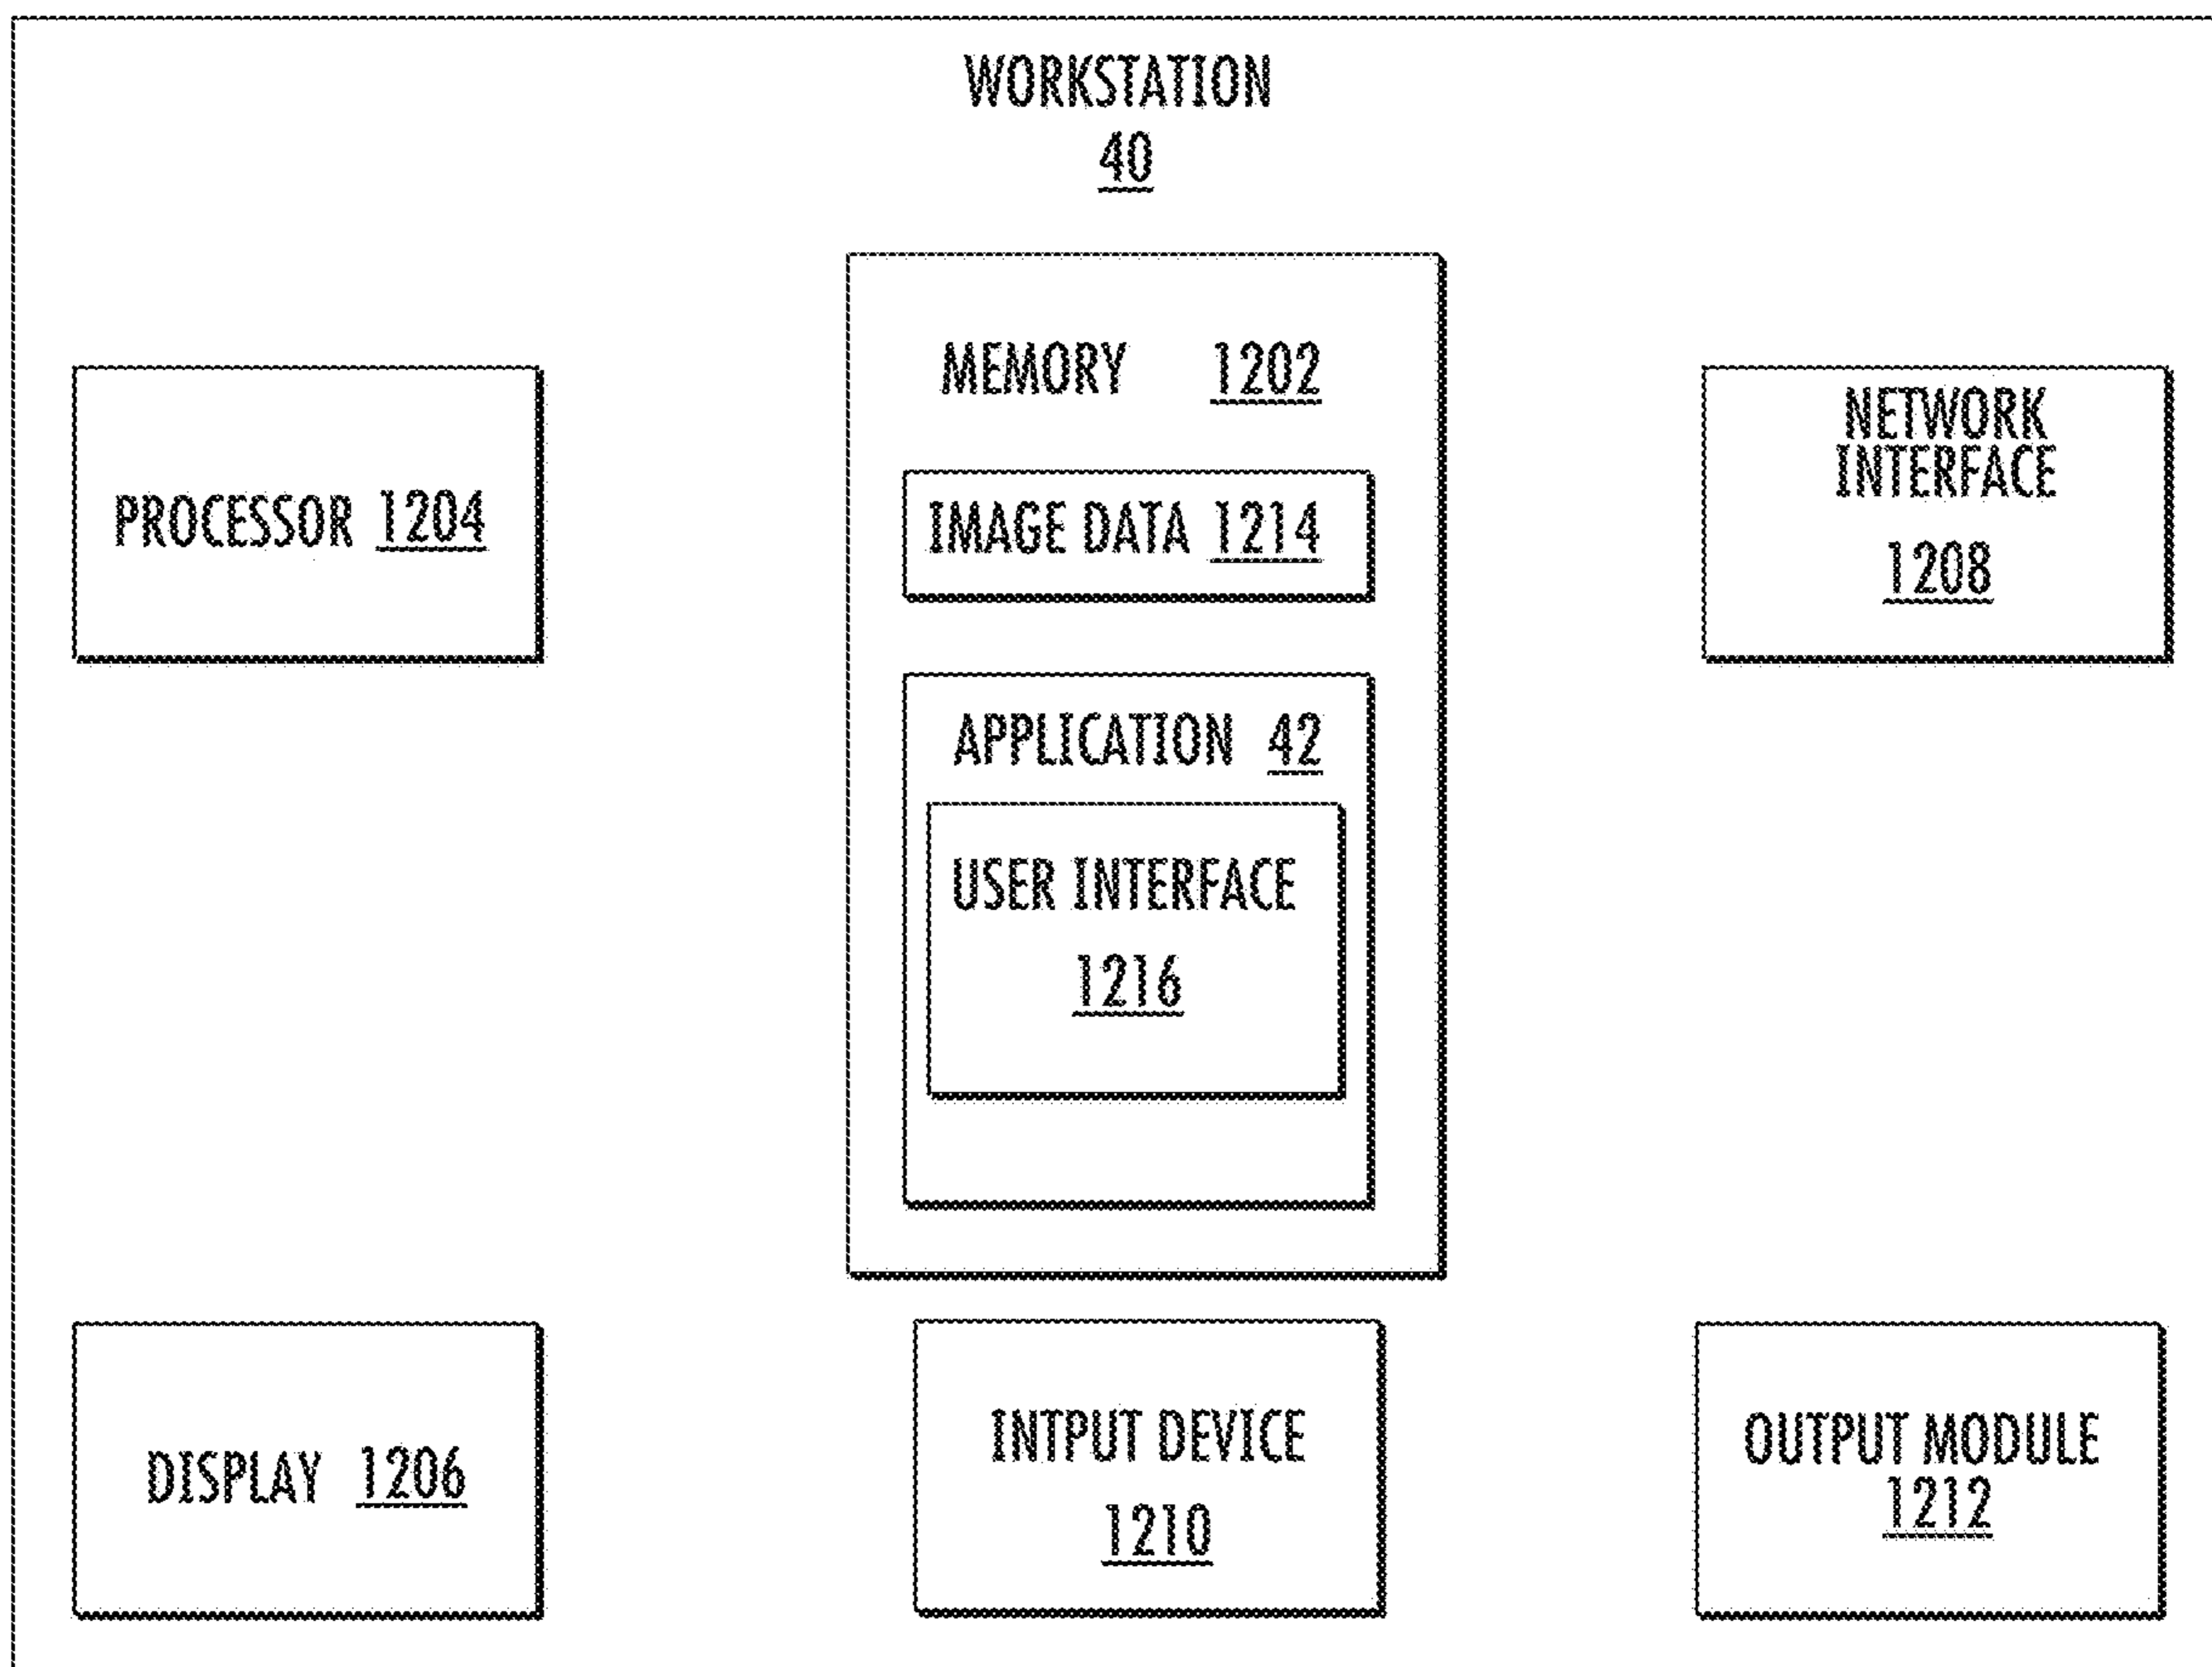 WORKSTATION
40
MEMORY 1202
PROCESSOR 1204
IMAGE DATA 1214
NETWORK
INTERFACE
1208
APPLICATION 42
USER INTERFACE
1216
DISPLAY 1206
INTPUT DEVICE
1210
OUTPUT MODULE
1212